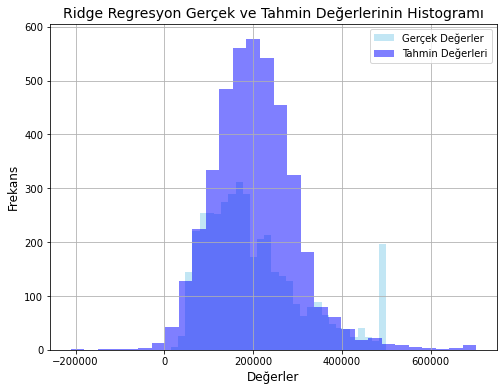 Ridge Regresyon Gerçek ve Tahmin Değerlerinin Histogramı
Gerçek Değerler
Tahmin Değerleri
600
500
400
300
200
100
0
Frekans
-200000 0 200000 400000 600000
Değerler